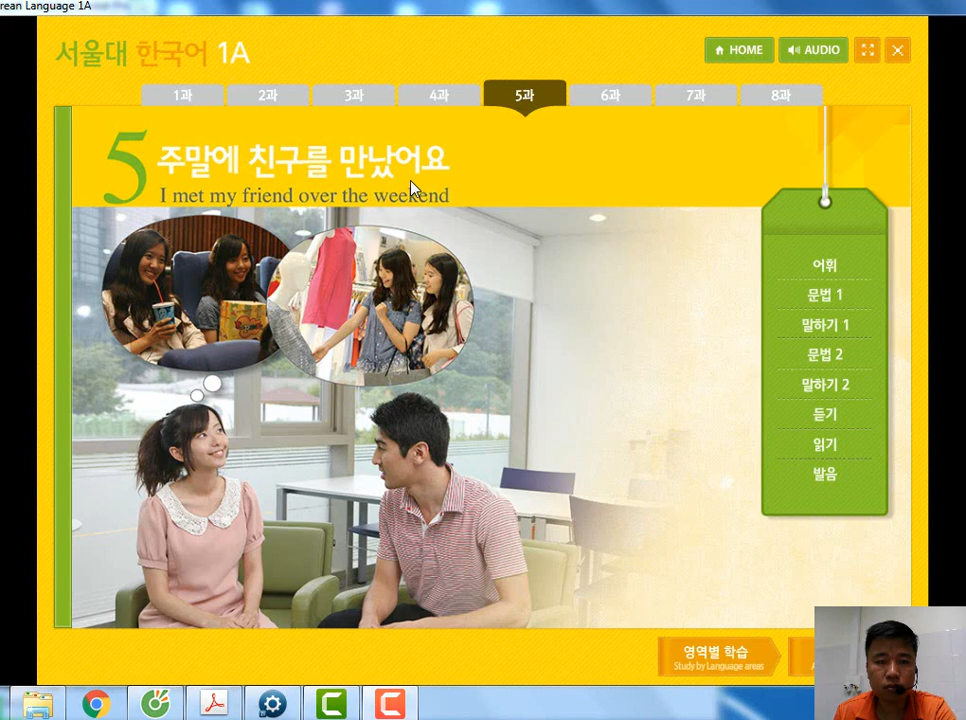 rean Language 1A
서울대 한국어 1A
HOME
AUDIO
1과
2과
3과
4과
5과
6과
7과
8과
5 주말에 친구를 만났어요
I met my friend over the weekend
어휘
문법 1
말하기 1
문법 2
말하기 2
듣기
읽기
발음
영역별 학습
Study by Language areas